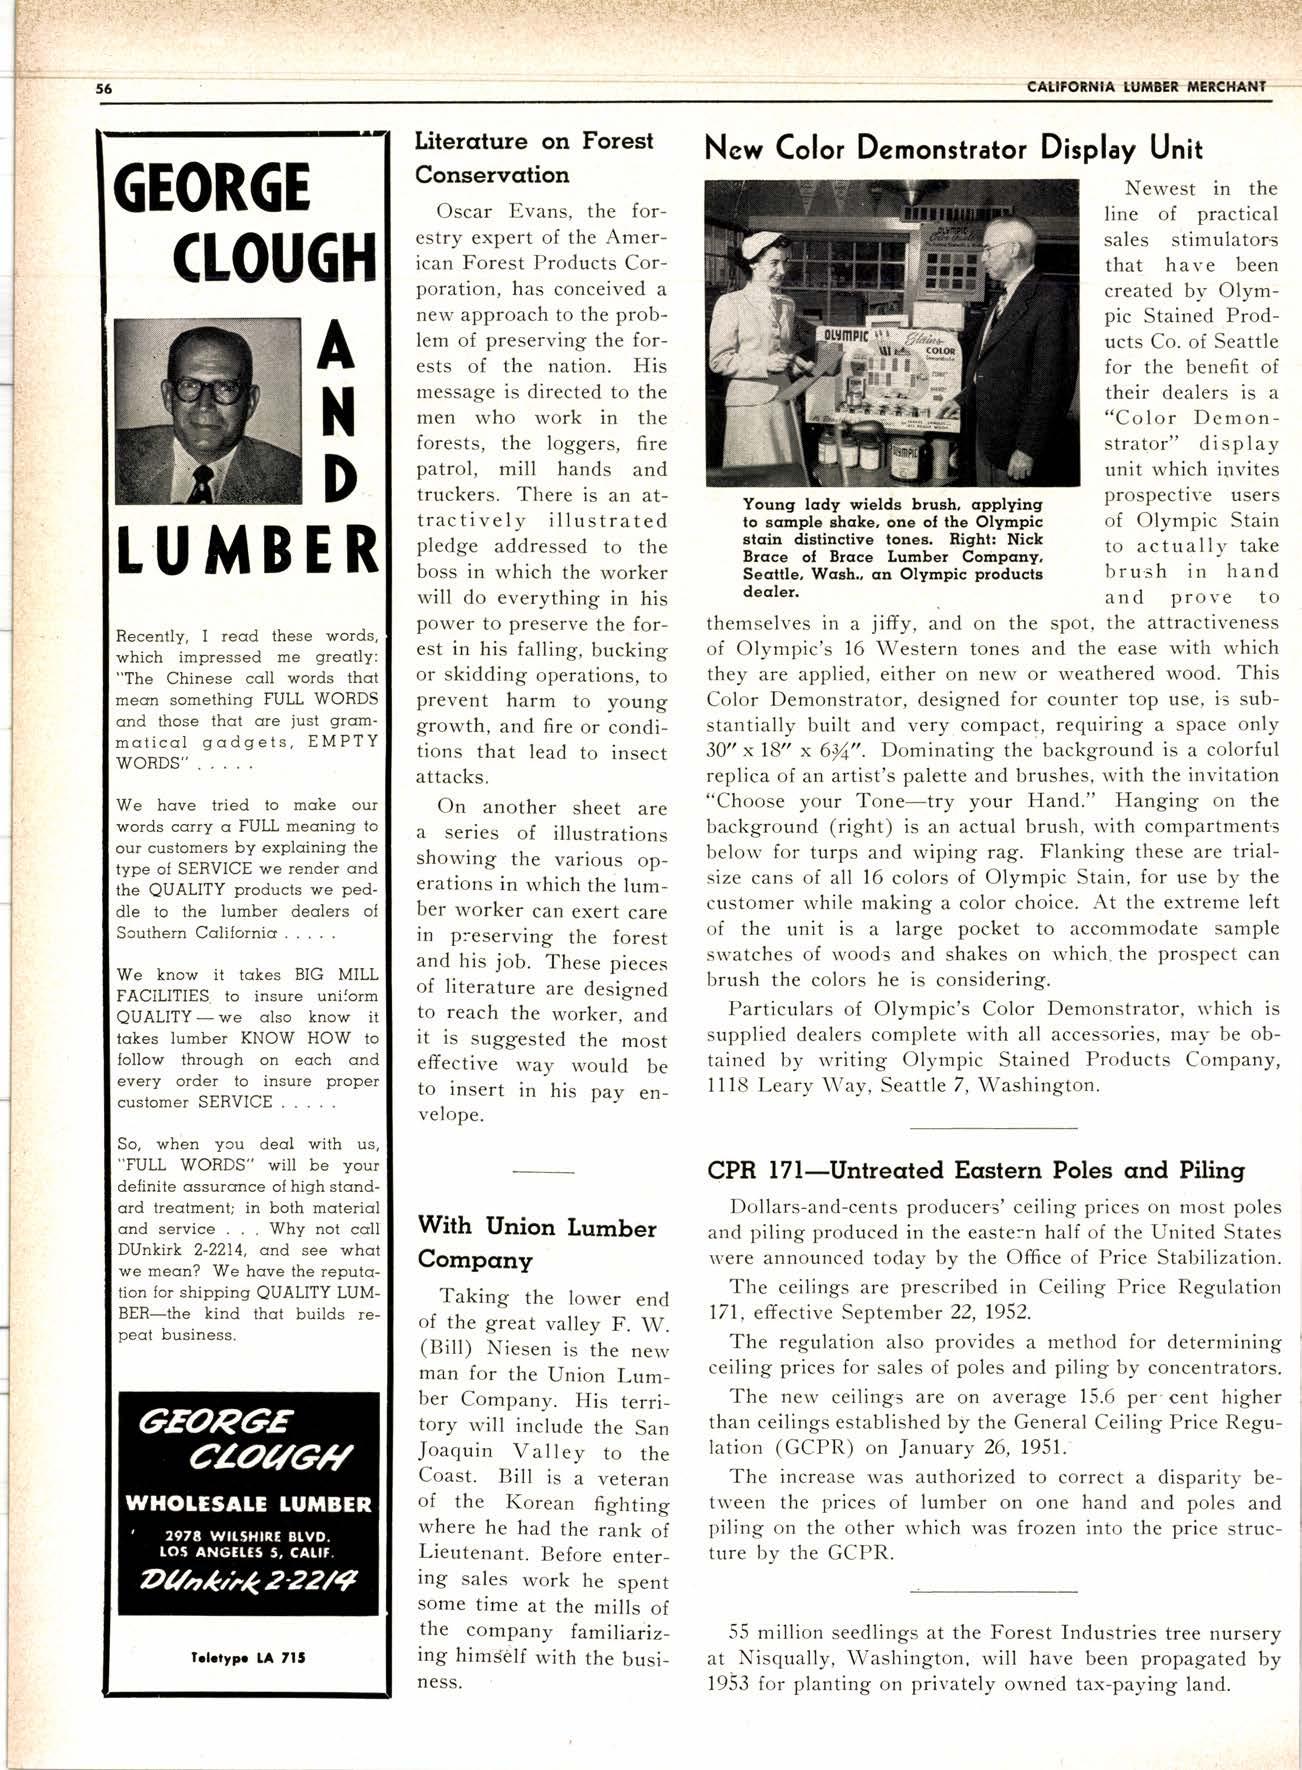 56
CALIFORNIA LUMBER MERCHANT
GEORGE
CLOUGH
A
N
D
LUMBER
Recently, I read these words,
which impressed me greatly:
"The Chinese call words that
mean something FULL WORDS
and those that are just gram-
matical gadgets, EMPTY
WORDS" . . . . .
We have tried to make our
words carry a FULL meaning to
our customers by explaining the
type of SERVICE we render and
the QUALITY products we ped-
dle to the lumber dealers of
Southern California . . . . .
We know it takes BIG MILL
FACILITIES to insure uniform
QUALITY — we also know it
takes lumber KNOW HOW to
follow through on each and
every order to insure proper
customer SERVICE . . . . .
So, when you deal with us,
"FULL WORDS" will be your
definite assurance of high stand-
ard treatment; in both material
and service . . . Why not call
DUnkirk 2-2214, and see what
we mean? We have the reputa-
tion for shipping QUALITY LUM-
BER—the kind that builds re-
peat business.
GEORGE
CLOUGH
WHOLESALE LUMBER
2978 WILSHIRE BLVD.
LOS ANGELES 5, CALIF.
DUnkirk 2-2214
Teletype LA 715
Literature on Forest
Conservation
Oscar Evans, the for-
estry expert of the Amer-
ican Forest Products Cor-
poration, has conceived a
new approach to the prob-
lem of preserving the for-
ests of the nation. His
message is directed to the
men who work in the
forests, the loggers, fire
patrol, mill hands and
truckers. There is an at-
tractively illustrated
pledge addressed to the
boss in which the worker
will do everything in his
power to preserve the for-
est in his falling, bucking
or skidding operations, to
prevent harm to young
growth, and fire or condi-
tions that lead to insect
attacks.
On another sheet are
a series of illustrations
showing the various op-
erations in which the lum-
ber worker can exert care
in preserving the forest
and his job. These pieces
of literature are designed
to reach the worker, and
it is suggested the most
effective way would be
to insert in his pay en-
velope.
With Union Lumber
Company
Taking the lower end
of the great valley F. W.
(Bill) Niesen is the new
man for the Union Lum-
ber Company. His terri-
tory will include the San
Joaquin Valley to the
Coast. Bill is a veteran
of the Korean fighting
where he had the rank of
Lieutenant. Before enter-
ing sales work he spent
some time at the mills of
the company familiariz-
ing himself with the busi-
ness.
New Color Demonstrator Display Unit
OLYMPIC
OLYMPIC
Stains
COLOR
OLYMPIC
Young lady wields brush, applying
to sample shake, one of the Olympic
stain distinctive tones. Right: Nick
Brace of Brace Lumber Company,
Seattle, Wash., an Olympic products
dealer.
Newest in the
line of practical
sales stimulators
that have been
created by Olym-
pic Stained Prod-
ucts Co. of Seattle
for the benefit of
their dealers is a
"Color Demon-
strator" display
unit which invites
prospective users
of Olympic Stain
to actually take
brush in hand
and prove to
themselves in a jiffy, and on the spot, the attractiveness
of Olympic's 16 Western tones and the ease with which
they are applied, either on new or weathered wood. This
Color Demonstrator, designed for counter top use, is sub-
stantially built and very compact, requiring a space only
30" x 18" x 6¾". Dominating the background is a colorful
replica of an artist's palette and brushes, with the invitation
"Choose your Tone—try your Hand." Hanging on the
background (right) is an actual brush, with compartments
below for turps and wiping rag. Flanking these are trial-
size cans of all 16 colors of Olympic Stain, for use by the
customer while making a color choice. At the extreme left
of the unit is a large pocket to accommodate sample
swatches of woods and shakes on which the prospect can
brush the colors he is considering.
Particulars of Olympic's Color Demonstrator, which is
supplied dealers complete with all accessories, may be ob-
tained by writing Olympic Stained Products Company,
1118 Leary Way, Seattle 7, Washington.
CPR 171—Untreated Eastern Poles and Piling
Dollars-and-cents producers' ceiling prices on most poles
and piling produced in the eastern half of the United States
were announced today by the Office of Price Stabilization.
The ceilings are prescribed in Ceiling Price Regulation
171, effective September 22, 1952.
The regulation also provides a method for determining
ceiling prices for sales of poles and piling by concentrators.
The new ceilings are on average 15.6 per cent higher
than ceilings established by the General Ceiling Price Regu-
lation (GCPR) on January 26, 1951.
The increase was authorized to correct a disparity be-
tween the prices of lumber on one hand and poles and
piling on the other which was frozen into the price struc-
ture by the GCPR.
55 million seedlings at the Forest Industries tree nursery
at Nisqually, Washington, will have been propagated by
1953 for planting on privately owned tax-paying land.